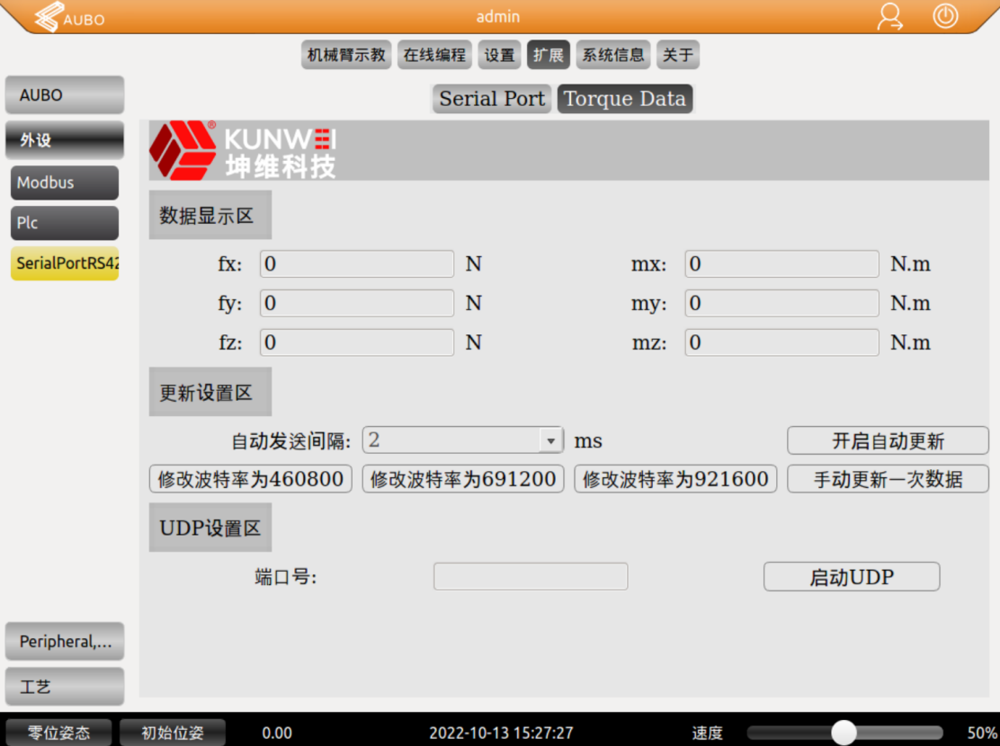 AUBO
admin
机械臂示教 在线编程 设置 扩展 系统信息 关于
AUBO
Serial Port Torque Data
外设
KUNWEI®
坤维科技
Modbus
数据显示区
Plc
SerialPortRS42
fx: 0 N mx: 0 N.m
fy: 0 N my: 0 N.m
fz: 0 N mz: 0 N.m
更新设置区
自动发送间隔: 2 ms 开启自动更新
修改波特率为460800 修改波特率为691200 修改波特率为921600 手动更新一次数据
UDP设置区
端口号: 启动UDP
Peripheral,...
工艺
零位姿态 初始位姿 0.00 2022-10-13 15:27:27 速度 50%